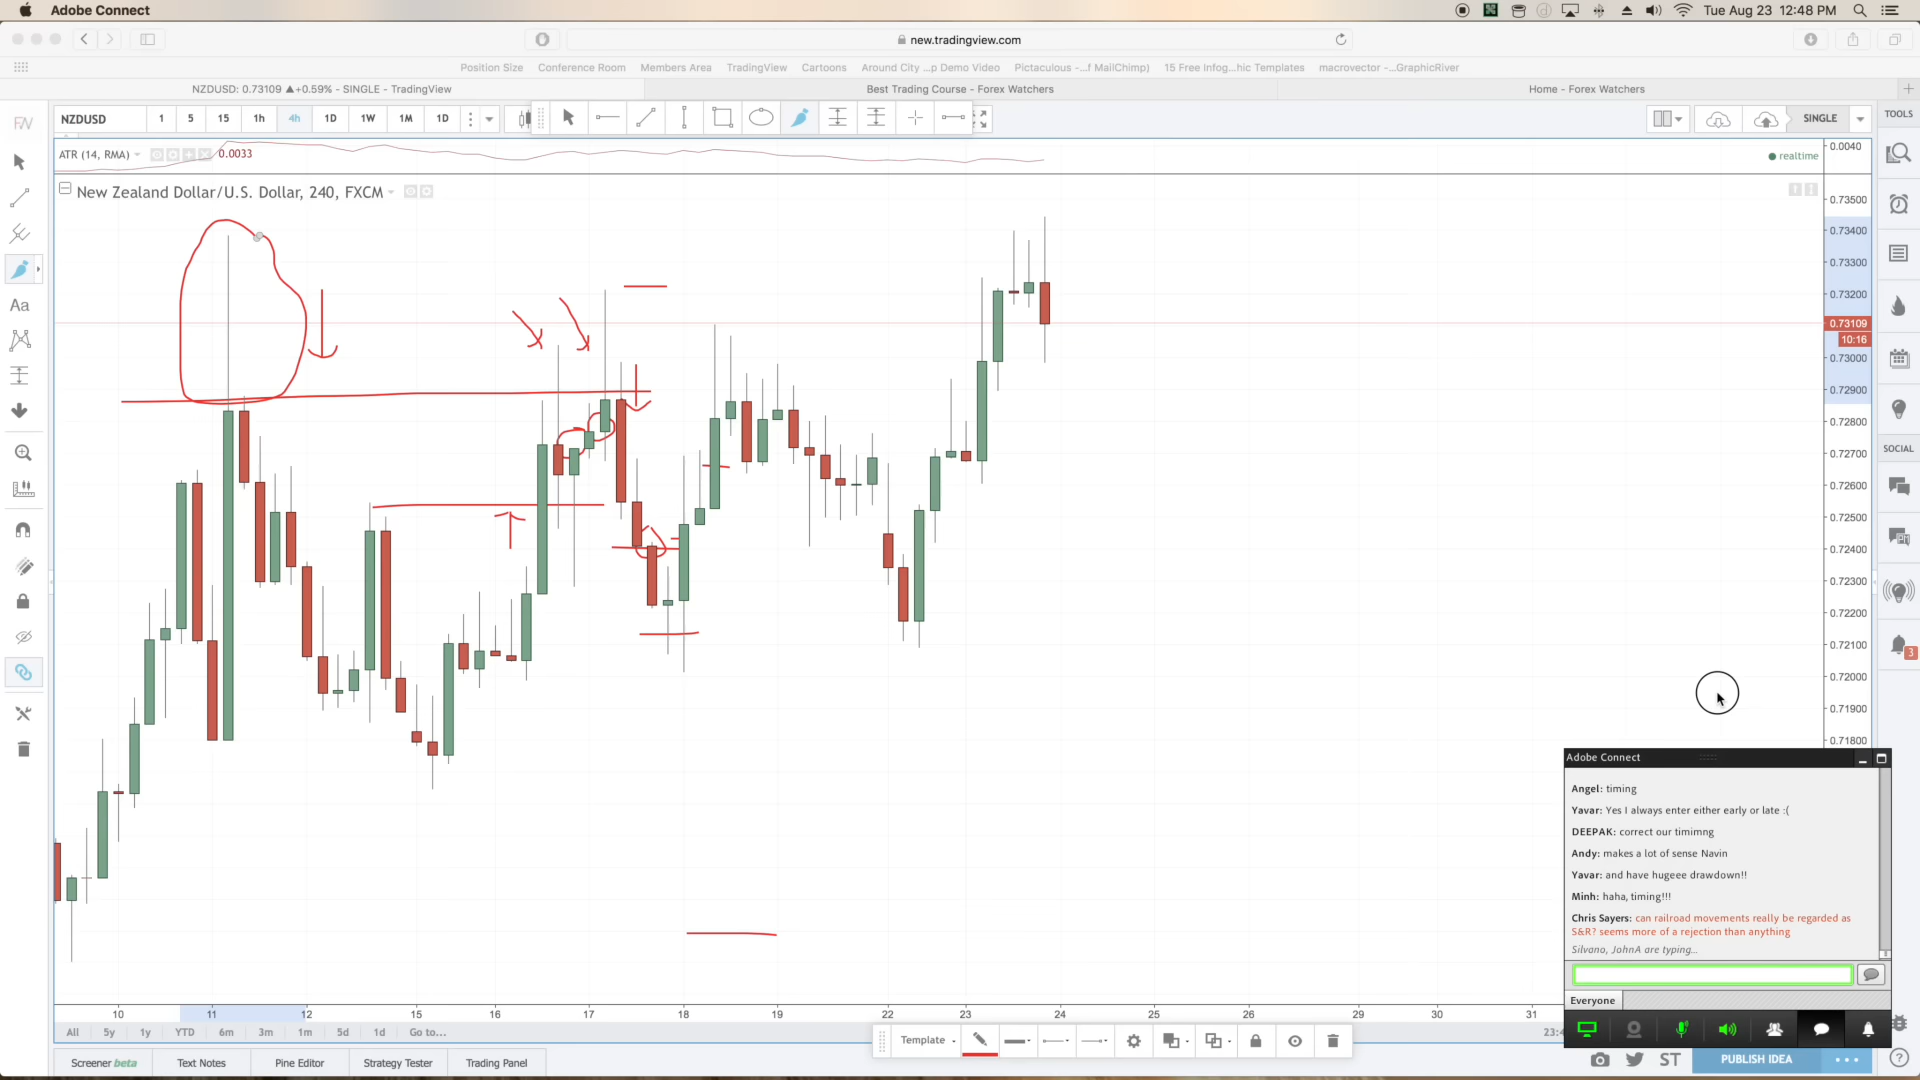 Adobe Connect
Tue Aug 23 12:48 PM
new.tradingview.com
Position Size Conference Room Members Area TradingView Cartoons Around City ...p Demo Video Pictaculous -...f MailChimp) 15 Free Infog...hic Templates macrovector -...GraphicRiver
NZDUSD: 0.73109 ▲+0.59% - SINGLE - TradingView
Best Trading Course - Forex Watchers
Home - Forex Watchers
FW
NZDUSD 1 5 15 1h 4h 1D 1W 1M 1D
SINGLE
TOOLS
ATR (14, RMA) 0.0033
0.0040
realtime
New Zealand Dollar/U.S. Dollar, 240, FXCM
0.73500
0.73400
0.73300
0.73200
0.73109
10:16
0.73000
0.72900
0.72800
0.72700
0.72600
0.72500
0.72400
0.72300
0.72200
0.72100
0.72000
0.71900
0.71800
Aa
SOCIAL
3
Adobe Connect
Angel: timing
Yavar: Yes I always enter either early or late :(
DEEPAK: correct our timimng
Andy: makes a lot of sense Navin
Yavar: and have hugeee drawdown!!
Minh: haha, timing!!!
Chris Sayers: can railroad movements really be regarded as
S&R? seems more of a rejection than anything
Silvano, JohnA are typing...
Everyone
10 11 12 15 16 17 18 19 22 23 24 25 26 29 30 31
All 5y 1y YTD 6m 3m 1m 5d 1d Go to...
Template
23:4
Screener beta Text Notes Pine Editor Strategy Tester Trading Panel
ST
PUBLISH IDEA